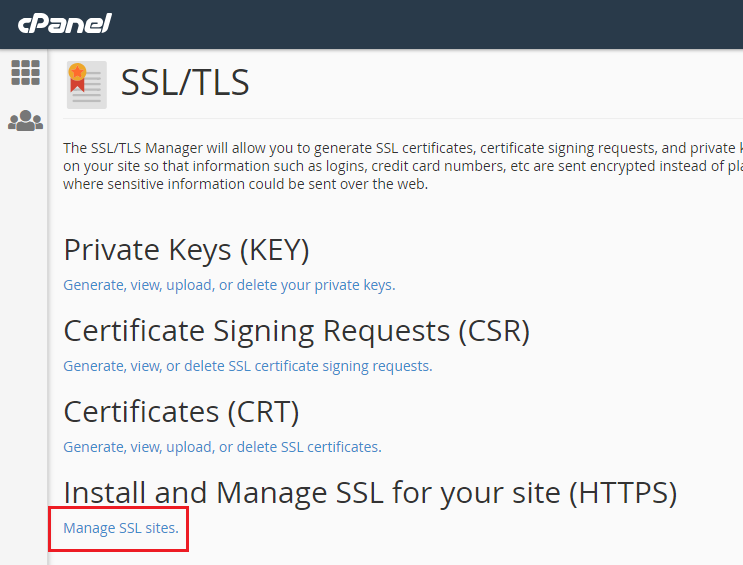 cPanel
SSL/TLS
The SSL/TLS Manager will allow you to generate SSL certificates, certificate signing requests, and private k
on your site so that information such as logins, credit card numbers, etc are sent encrypted instead of pla
where sensitive information could be sent over the web.
Private Keys (KEY)
Generate, view, upload, or delete your private keys.
Certificate Signing Requests (CSR)
Generate, view, or delete SSL certificate signing requests.
Certificates (CRT)
Generate, view, upload, or delete SSL certificates.
Install and Manage SSL for your site (HTTPS)
Manage SSL sites.